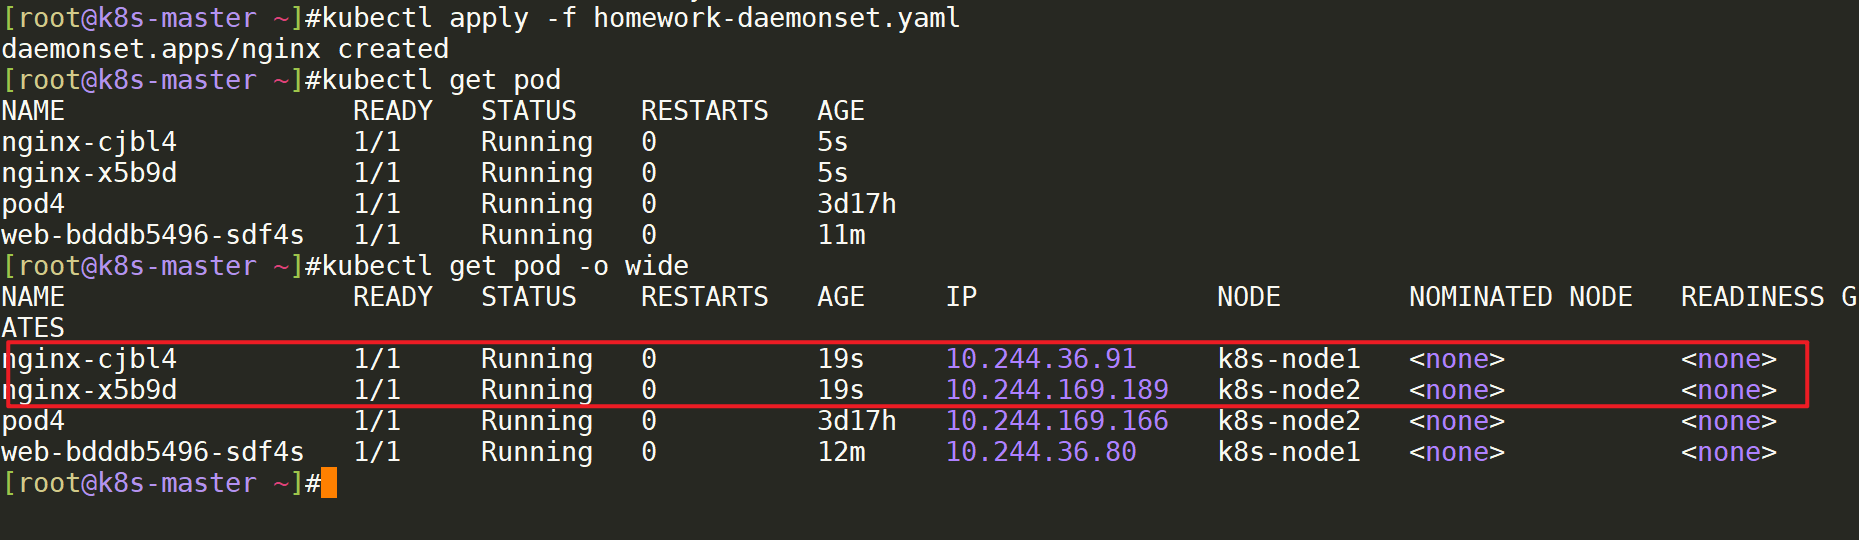 [root@k8s-master ~]#kubectl apply -f homework-daemonset.yaml
daemonset.apps/nginx created
[root@k8s-master ~]#kubectl get pod
NAME                  READY   STATUS    RESTARTS   AGE
nginx-cjbl4           1/1     Running   0          5s
nginx-x5b9d           1/1     Running   0          5s
pod4                  1/1     Running   0          3d17h
web-bdddb5496-sdf4s   1/1     Running   0          11m
[root@k8s-master ~]#kubectl get pod -o wide
NAME                  READY   STATUS    RESTARTS   AGE     IP               NODE        NOMINATED NODE   READINESS G
ATES
nginx-cjbl4           1/1     Running   0          19s     10.244.36.91     k8s-node1   <none>           <none>
nginx-x5b9d           1/1     Running   0          19s     10.244.169.189   k8s-node2   <none>           <none>
pod4                  1/1     Running   0          3d17h   10.244.169.166   k8s-node2   <none>           <none>
web-bdddb5496-sdf4s   1/1     Running   0          12m     10.244.36.80     k8s-node1   <none>           <none>
[root@k8s-master ~]#